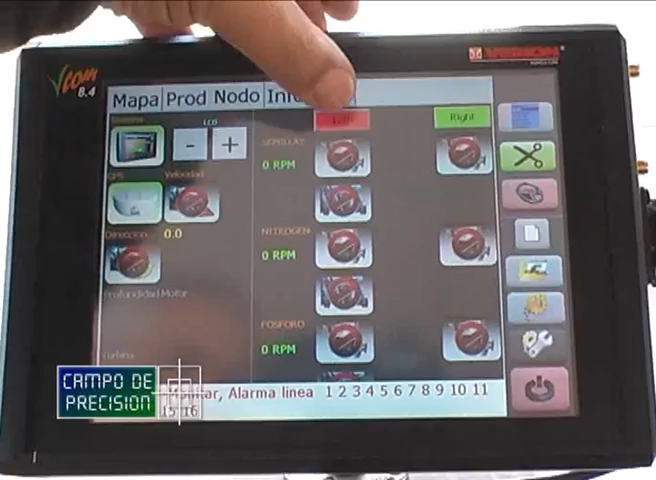 VERION
Vcom
8.4
Mapa Prod Nodo
LCD
Right
- +
SEMILLAS
0 RPM
GPS Velocidad
Direccion 0.0
NITROGEN
0 RPM
Profundidad Motor
FOSFORO
0 RPM
Turbina
Alarma linea 1 2 3 4 5 6 7 8 9 10 11
CAMPO DE
PRECISION
15 16